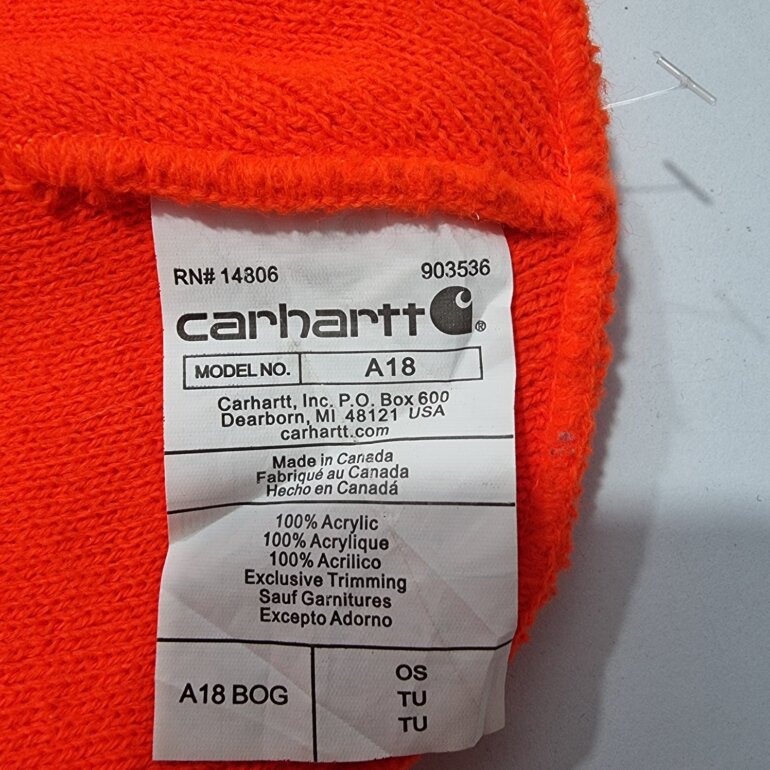 RN# 14806 903536
carhartt ®
MODEL NO. A18
Carhartt, Inc. P.O. Box 600
Dearborn, MI 48121 USA
carhartt.com
Made in Canada
Fabriqué au Canada
Hecho en Canadá
100% Acrylic
100% Acrylique
100% Acrilico
Exclusive Trimming
Sauf Garnitures
Excepto Adorno
A18 BOG
OS
TU
TU